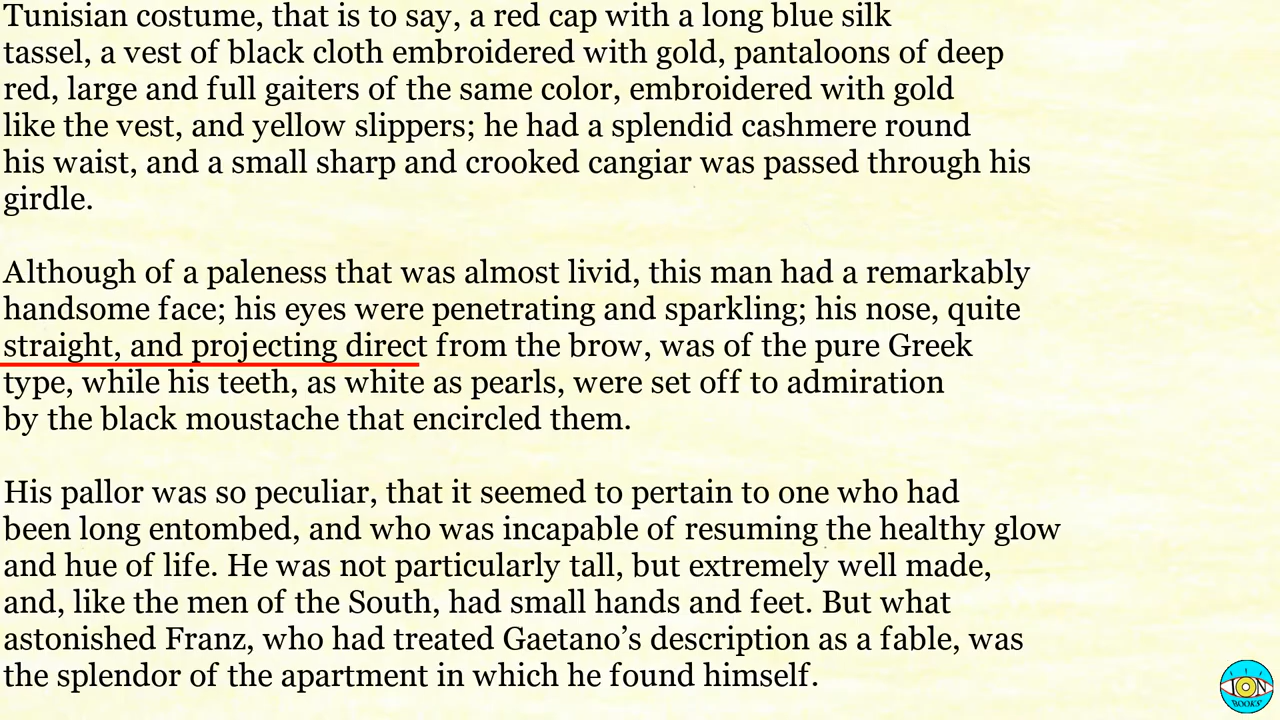 Tunisian costume, that is to say, a red cap with a long blue silk
tassel, a vest of black cloth embroidered with gold, pantaloons of deep
red, large and full gaiters of the same color, embroidered with gold
like the vest, and yellow slippers; he had a splendid cashmere round
his waist, and a small sharp and crooked cangiar was passed through his
girdle.
Although of a paleness that was almost livid, this man had a remarkably
handsome face; his eyes were penetrating and sparkling; his nose, quite
straight, and projecting direct from the brow, was of the pure Greek
type, while his teeth, as white as pearls, were set off to admiration
by the black moustache that encircled them.
His pallor was so peculiar, that it seemed to pertain to one who had
been long entombed, and who was incapable of resuming the healthy glow
and hue of life. He was not particularly tall, but extremely well made,
and, like the men of the South, had small hands and feet. But what
astonished Franz, who had treated Gaetano’s description as a fable, was
the splendor of the apartment in which he found himself.
ION
BOOKS